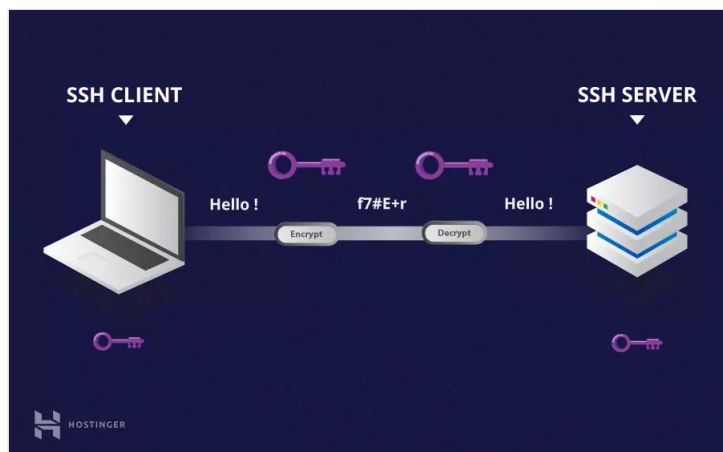 SSH CLIENT
SSH SERVER
Hello !
f7#E+r
Hello !
Encrypt
Decrypt
HOSTINGER